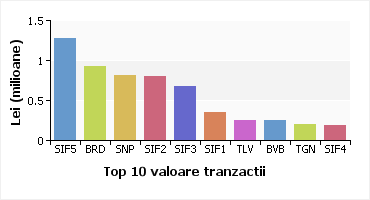 1.5
1
0.5
0
Lei (milioane)
SIF5 BRD SNP SIF2 SIF3 SIF1 TLV BVB TGN SIF4
Top 10 valoare tranzactii